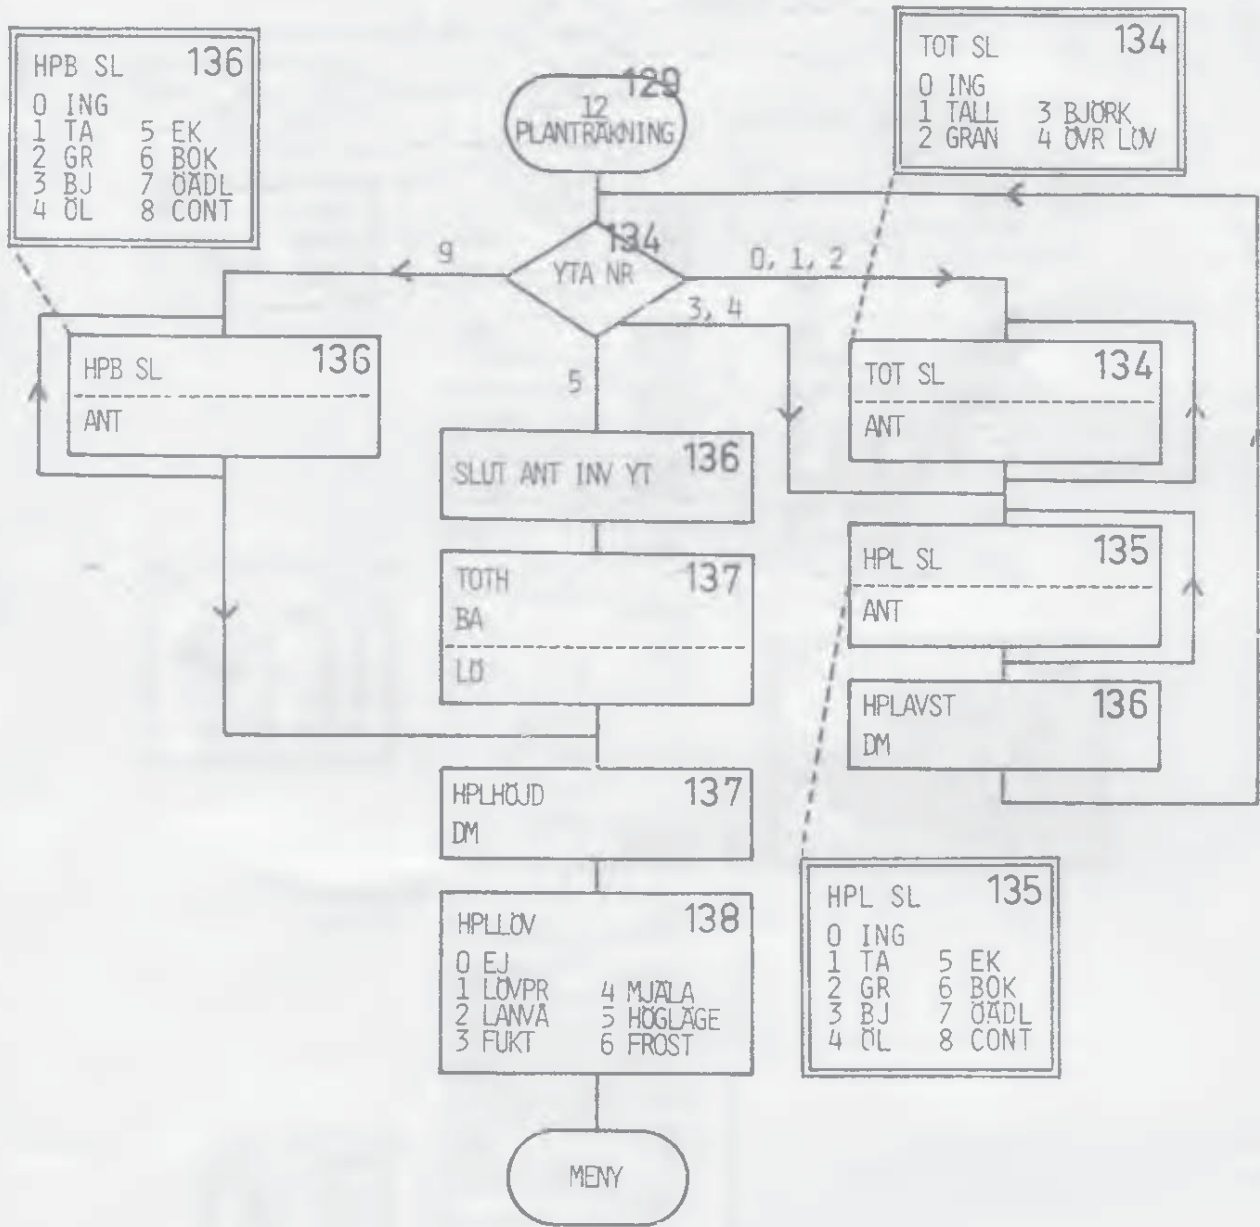 HPB SL 136
0 ING
1 TA 5 EK
2 GR 6 BOK
3 BJ 7 ÖÄDL
4 ÖL 8 CONT
129
12
PLANTRÄKNING
TOT SL 134
0 ING
1 TALL 3 BJÖRK
2 GRAN 4 ÖVR LÖV
134
YTA NR
9
0, 1, 2
3, 4
5
HPB SL 136
ANT
SLUT ANT INV YT 136
TOTH 137
BA
LÖ
TOT SL 134
ANT
HPL SL 135
ANT
HPLAVST 136
DM
HPLHÖJD 137
DM
HPLLÖV 138
0 EJ
1 LÖVPR 4 MJÄLA
2 LANVA 5 HÖGLÄGE
3 FUKT 6 FROST
HPL SL 135
0 ING
1 TA 5 EK
2 GR 6 BOK
3 BJ 7 ÖÄDL
4 ÖL 8 CONT
MENY